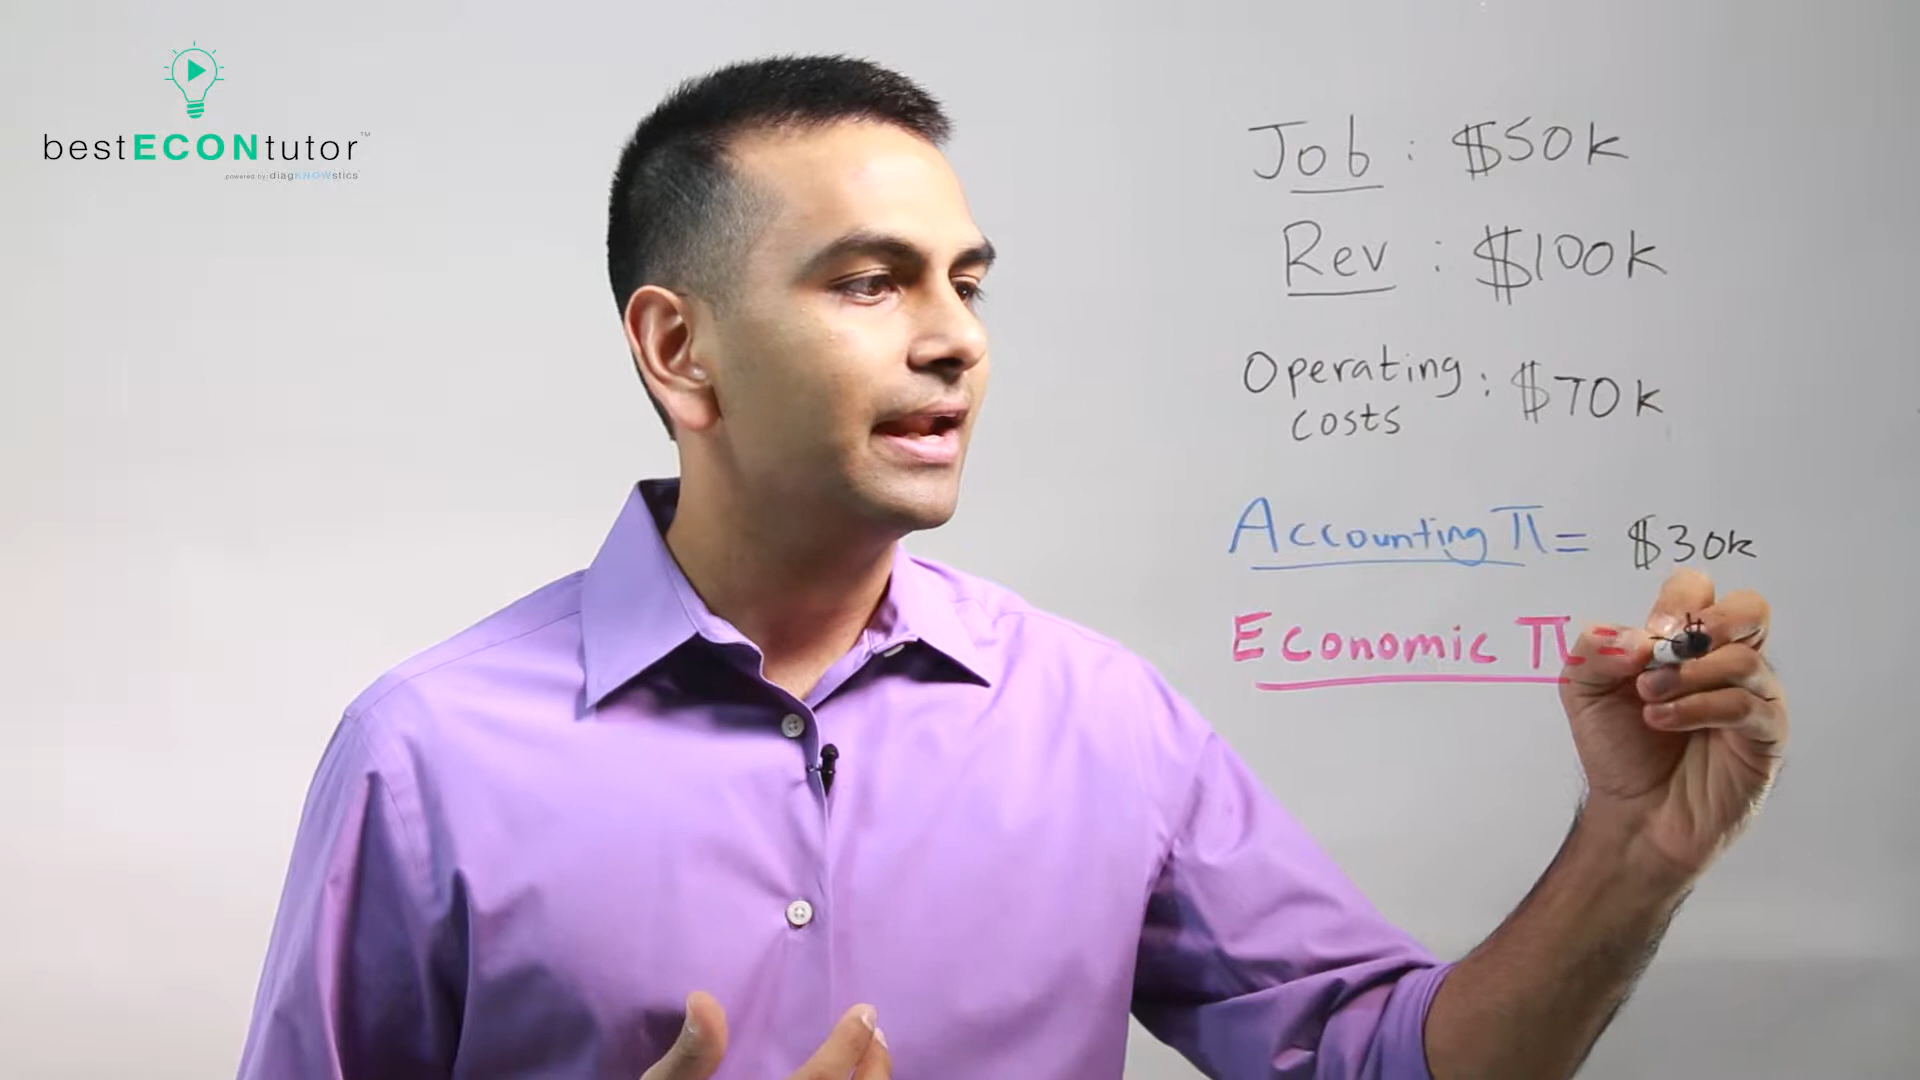 bestECONtutor™
powered by: diagKNOWstics
Job : $50k
Rev : $100k
Operating costs : $70k
Accounting π = $30k
Economic π = -$